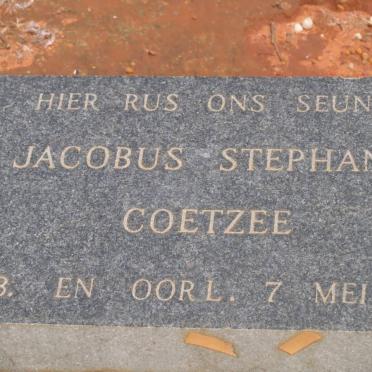 HIER RUS ONS SEUN
JACOBUS STEPHAN
COETZEE
B. EN OORL. 7 MEI